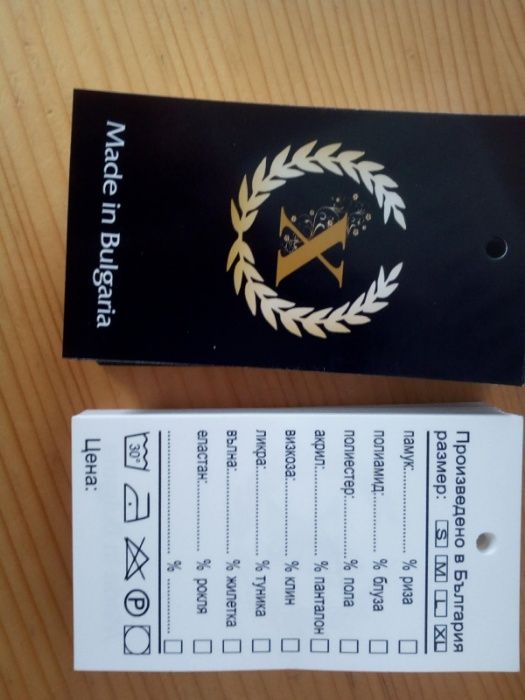 X
Made in Bulgaria
Произведено в България
размер: S M L XL
памук:.............. % риза
полиамид:........... % блуза
полиестер:.......... % пола
акрил:.............. % панталон
вискоза:............ % клин
ликра:.............. % туника
вълна:.............. % жилетка
еластан:............ % рокля
.................... % ..............
30° P
Цена: